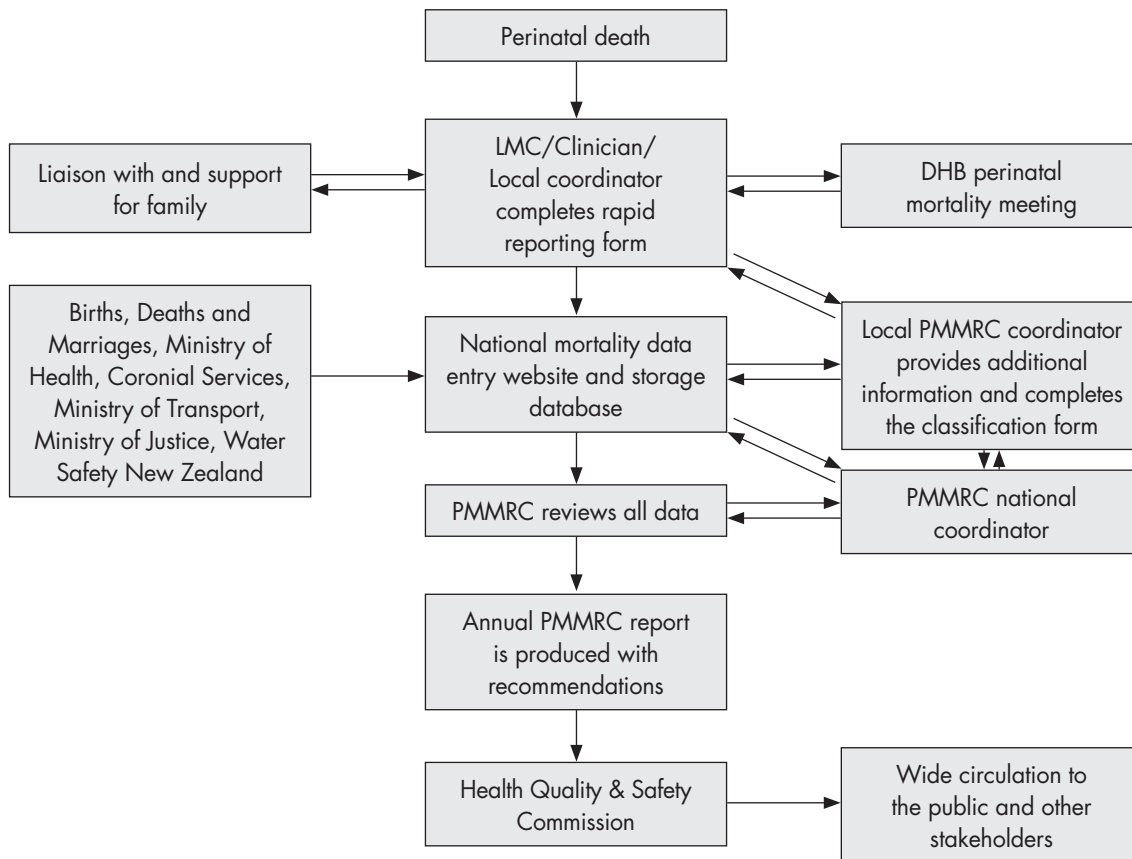 Perinatal death
LMC/Clinician/
Local coordinator
completes rapid
reporting form
Liaison with and support
for family
DHB perinatal
mortality meeting
Births, Deaths and
Marriages, Ministry of
Health, Coronial Services,
Ministry of Transport,
Ministry of Justice, Water
Safety New Zealand
National mortality data
entry website and storage
database
Local PMMRC coordinator
provides additional
information and completes
the classification form
PMMRC reviews all data
PMMRC national
coordinator
Annual PMMRC report
is produced with
recommendations
Health Quality & Safety
Commission
Wide circulation to
the public and other
stakeholders